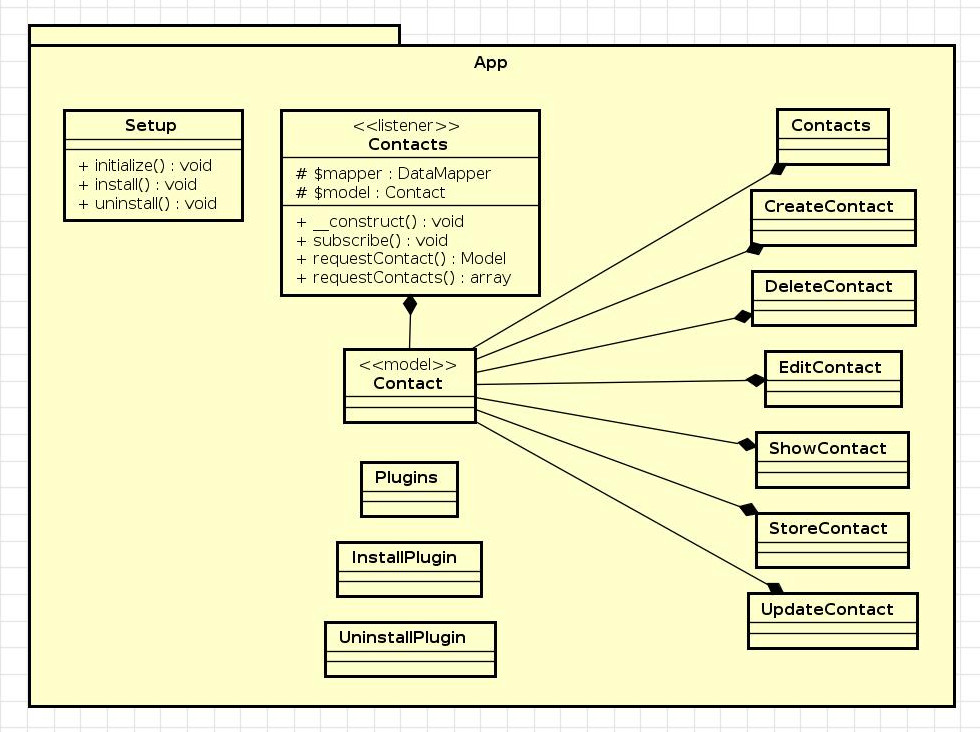 App
Setup
+ initialize() : void
+ install() : void
+ uninstall() : void
<<listener>>
Contacts
# $mapper : DataMapper
# $model : Contact
+ __construct() : void
+ subscribe() : void
+ requestContact() : Model
+ requestContacts() : array
<<model>>
Contact
Plugins
InstallPlugin
UninstallPlugin
Contacts
CreateContact
DeleteContact
EditContact
ShowContact
StoreContact
UpdateContact